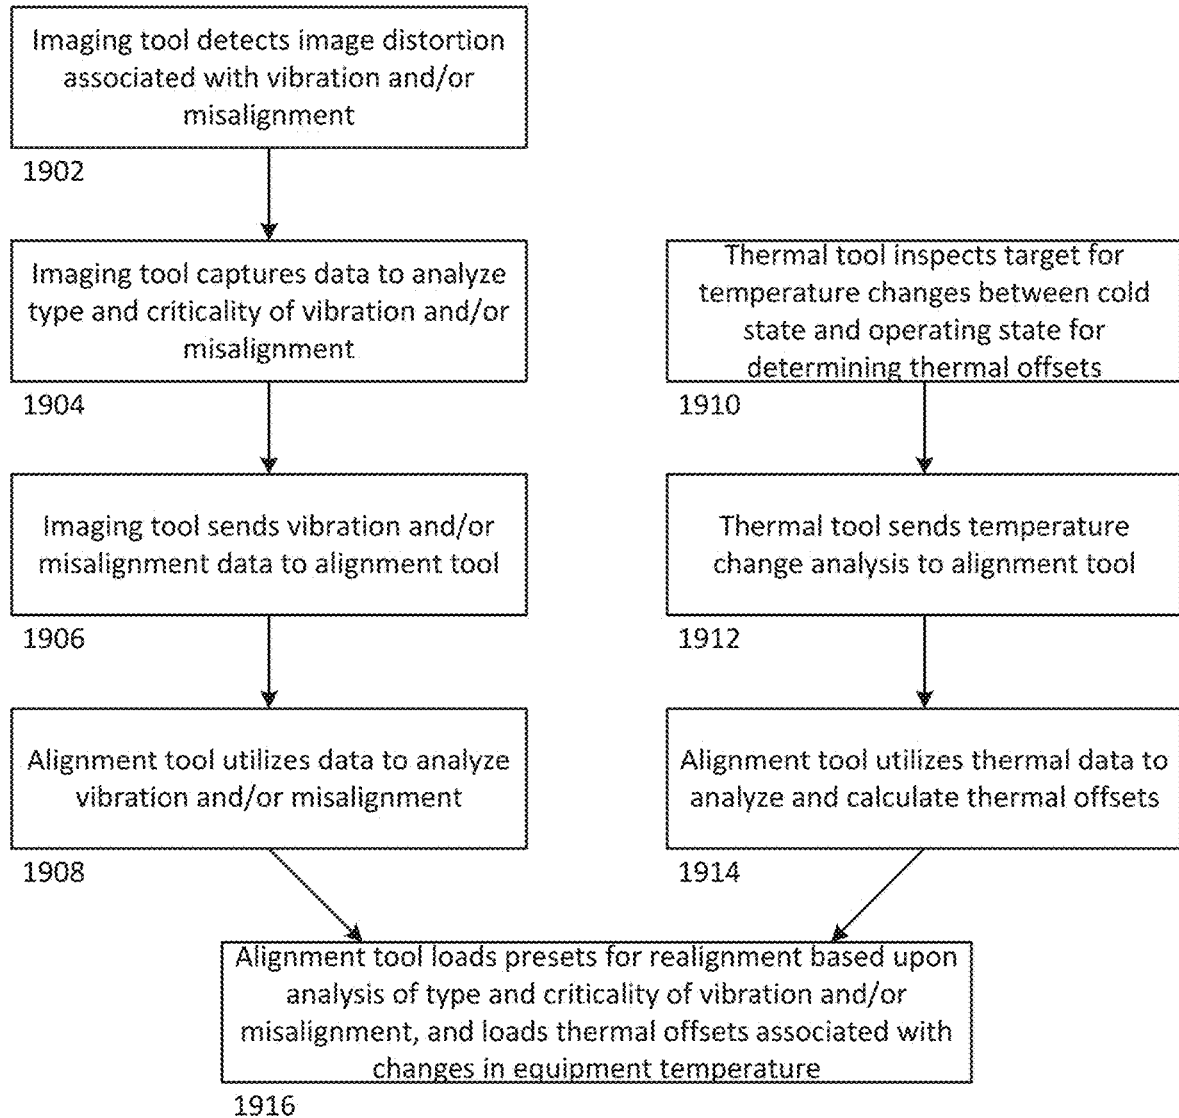 Imaging tool detects image distortion
associated with vibration and/or
misalignment
1902
Imaging tool captures data to analyze
type and criticality of vibration and/or
misalignment
1904
Imaging tool sends vibration and/or
misalignment data to alignment tool
1906
Alignment tool utilizes data to analyze
vibration and/or misalignment
1908
Thermal tool inspects target for
temperature changes between cold
state and operating state for
determining thermal offsets
1910
Thermal tool sends temperature
change analysis to alignment tool
1912
Alignment tool utilizes thermal data to
analyze and calculate thermal offsets
1914
Alignment tool loads presets for realignment based upon
analysis of type and criticality of vibration and/or
misalignment, and loads thermal offsets associated with
changes in equipment temperature
1916